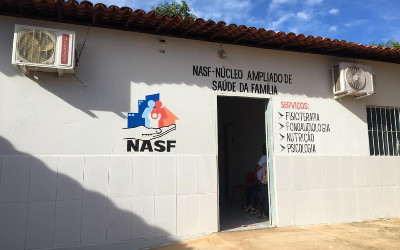 NASF-NÚCLEO AMPLIADO DE
SAÚDE DA FAMÍLIA
NASF
SERVIÇOS:
FISIOTERAPIA
FONOAUDIOLOGIA
NUTRIÇÃO
PSICOLOGIA